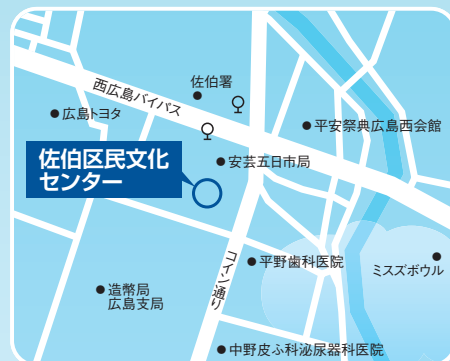 佐伯署
西広島バイパス
広島トヨタ
平安祭典広島西会館
佐伯区民文化
センター
安芸五日市局
コイン通り
平野歯科医院
ミスズボウル
造幣局
広島支局
中野皮ふ科泌尿器科医院